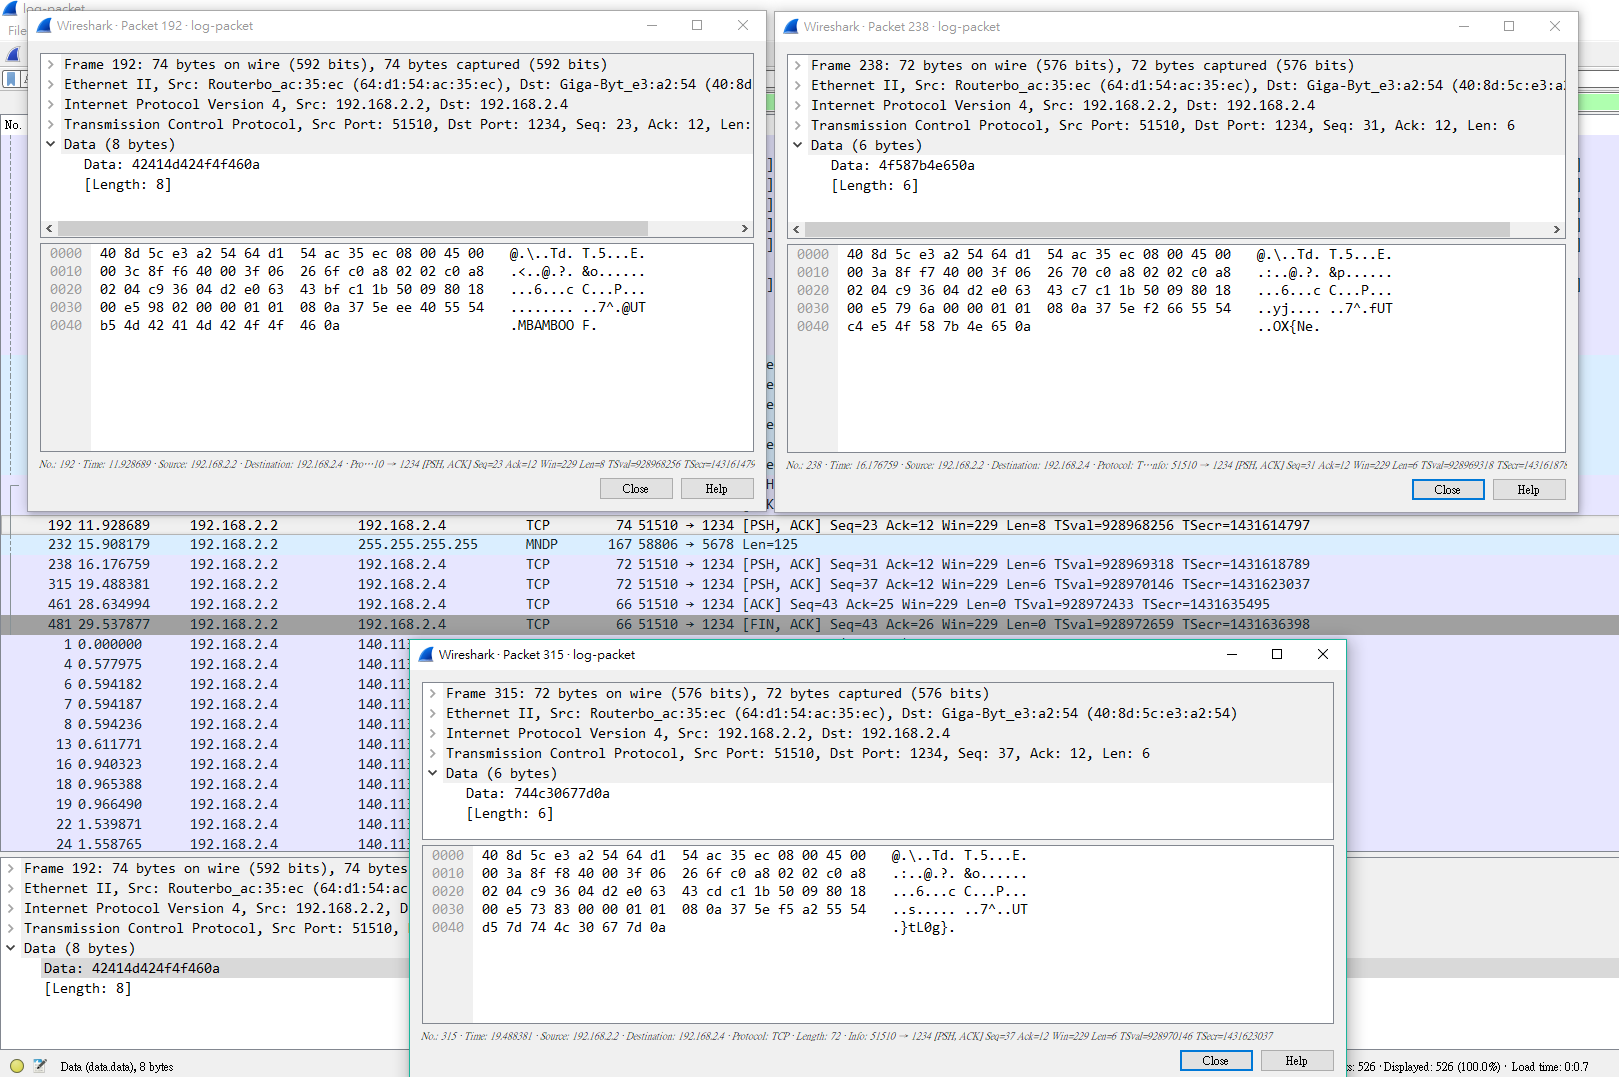 log-packet
File
No.
Wireshark · Packet 192 · log-packet
Frame 192: 74 bytes on wire (592 bits), 74 bytes captured (592 bits)
Ethernet II, Src: Routerbo_ac:35:ec (64:d1:54:ac:35:ec), Dst: Giga-Byt_e3:a2:54 (40:8d
Internet Protocol Version 4, Src: 192.168.2.2, Dst: 192.168.2.4
Transmission Control Protocol, Src Port: 51510, Dst Port: 1234, Seq: 23, Ack: 12, Len:
Data (8 bytes)
Data: 42414d424f4f460a
[Length: 8]
0000 40 8d 5c e3 a2 54 64 d1 54 ac 35 ec 08 00 45 00 @.\..Td. T.5...E.
0010 00 3c 8f f6 40 00 3f 06 26 6f c0 a8 02 02 c0 a8 .<..@.?. &o......
0020 02 04 c9 36 04 d2 e0 63 43 bf c1 1b 50 09 80 18 ...6...c C...P...
0030 00 e5 98 02 00 00 01 01 08 0a 37 5e ee 40 55 54 ........ ..7^.@UT
0040 b5 4d 42 41 4d 42 4f 4f 46 0a .MBAMBOO F.
No.: 192 · Time: 11.928689 · Source: 192.168.2.2 · Destination: 192.168.2.4 · Pro···10 → 1234 [PSH, ACK] Seq=23 Ack=12 Win=229 Len=8 TSval=928968256 TSecr=143161479
Close Help
Wireshark · Packet 238 · log-packet
Frame 238: 72 bytes on wire (576 bits), 72 bytes captured (576 bits)
Ethernet II, Src: Routerbo_ac:35:ec (64:d1:54:ac:35:ec), Dst: Giga-Byt_e3:a2:54 (40:8d:5c:e3:a
Internet Protocol Version 4, Src: 192.168.2.2, Dst: 192.168.2.4
Transmission Control Protocol, Src Port: 51510, Dst Port: 1234, Seq: 31, Ack: 12, Len: 6
Data (6 bytes)
Data: 4f587b4e650a
[Length: 6]
0000 40 8d 5c e3 a2 54 64 d1 54 ac 35 ec 08 00 45 00 @.\..Td. T.5...E.
0010 00 3a 8f f7 40 00 3f 06 26 70 c0 a8 02 02 c0 a8 .:..@.?. &p......
0020 02 04 c9 36 04 d2 e0 63 43 c7 c1 1b 50 09 80 18 ...6...c C...P...
0030 00 e5 79 6a 00 00 01 01 08 0a 37 5e f2 66 55 54 ..yj.... ..7^.fUT
0040 c4 e5 4f 58 7b 4e 65 0a ..OX{Ne.
No.: 238 · Time: 16.176759 · Source: 192.168.2.2 · Destination: 192.168.2.4 · Protocol: T···nfo: 51510 → 1234 [PSH, ACK] Seq=31 Ack=12 Win=229 Len=6 TSval=928969318 TSecr=143161878
Close Help
192 11.928689 192.168.2.2 192.168.2.4 TCP 74 51510 → 1234 [PSH, ACK] Seq=23 Ack=12 Win=229 Len=8 TSval=928968256 TSecr=1431614797
232 15.908179 192.168.2.2 255.255.255.255 MNDP 167 58806 → 5678 Len=125
238 16.176759 192.168.2.2 192.168.2.4 TCP 72 51510 → 1234 [PSH, ACK] Seq=31 Ack=12 Win=229 Len=6 TSval=928969318 TSecr=1431618789
315 19.488381 192.168.2.2 192.168.2.4 TCP 72 51510 → 1234 [PSH, ACK] Seq=37 Ack=12 Win=229 Len=6 TSval=928970146 TSecr=1431623037
461 28.634994 192.168.2.2 192.168.2.4 TCP 66 51510 → 1234 [ACK] Seq=43 Ack=25 Win=229 Len=0 TSval=928972433 TSecr=1431635495
481 29.537877 192.168.2.2 192.168.2.4 TCP 66 51510 → 1234 [FIN, ACK] Seq=43 Ack=26 Win=229 Len=0 TSval=928972659 TSecr=1431636398
1 0.000000 192.168.2.4 140.113
4 0.577975 192.168.2.4 140.113
6 0.594182 192.168.2.4 140.113
7 0.594187 192.168.2.4 140.113
8 0.594236 192.168.2.4 140.113
13 0.611771 192.168.2.4 140.113
16 0.940323 192.168.2.4 140.113
18 0.965388 192.168.2.4 140.113
19 0.966490 192.168.2.4 140.113
22 1.539871 192.168.2.4 140.113
24 1.558765 192.168.2.4 140.113
Wireshark · Packet 315 · log-packet
Frame 315: 72 bytes on wire (576 bits), 72 bytes captured (576 bits)
Ethernet II, Src: Routerbo_ac:35:ec (64:d1:54:ac:35:ec), Dst: Giga-Byt_e3:a2:54 (40:8d:5c:e3:a2:54)
Internet Protocol Version 4, Src: 192.168.2.2, Dst: 192.168.2.4
Transmission Control Protocol, Src Port: 51510, Dst Port: 1234, Seq: 37, Ack: 12, Len: 6
Data (6 bytes)
Data: 744c30677d0a
[Length: 6]
0000 40 8d 5c e3 a2 54 64 d1 54 ac 35 ec 08 00 45 00 @.\..Td. T.5...E.
0010 00 3a 8f f8 40 00 3f 06 26 6f c0 a8 02 02 c0 a8 .:..@.?. &o......
0020 02 04 c9 36 04 d2 e0 63 43 cd c1 1b 50 09 80 18 ...6...c C...P...
0030 00 e5 73 83 00 00 01 01 08 0a 37 5e f5 a2 55 54 ..s..... ..7^..UT
0040 d5 7d 74 4c 30 67 7d 0a .}tL0g}.
No.: 315 · Time: 19.488381 · Source: 192.168.2.2 · Destination: 192.168.2.4 · Protocol: TCP · Length: 72 · Info: 51510 → 1234 [PSH, ACK] Seq=37 Ack=12 Win=229 Len=6 TSval=928970146 TSecr=1431623037
Close Help
Frame 192: 74 bytes on wire (592 bits), 74 bytes
Ethernet II, Src: Routerbo_ac:35:ec (64:d1:54:ac
Internet Protocol Version 4, Src: 192.168.2.2, D
Transmission Control Protocol, Src Port: 51510,
Data (8 bytes)
Data: 42414d424f4f460a
[Length: 8]
Data (data.data), 8 bytes
s: 526 · Displayed: 526 (100.0%) · Load time: 0:0.7